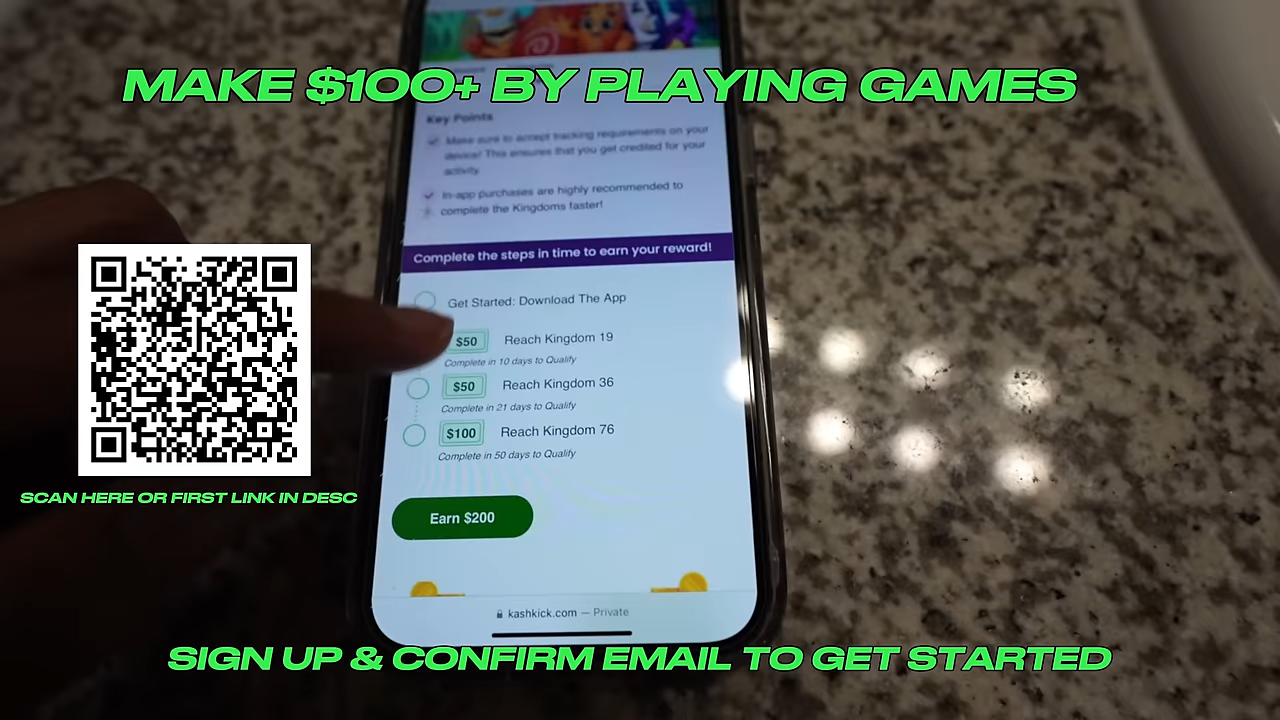 MAKE $100+ BY PLAYING GAMES
Key Points
Make sure to accept tracking requirements on your
device! This ensures that you get credited for your
activity.
In-app purchases are highly recommended to
complete the Kingdoms faster!
Complete the steps in time to earn your reward!
Get Started: Download The App
$50 Reach Kingdom 19
Complete in 10 days to Qualify
$50 Reach Kingdom 36
Complete in 21 days to Qualify
$100 Reach Kingdom 76
Complete in 50 days to Qualify
SCAN HERE OR FIRST LINK IN DESC
Earn $200
kashkick.com — Private
SIGN UP & CONFIRM EMAIL TO GET STARTED